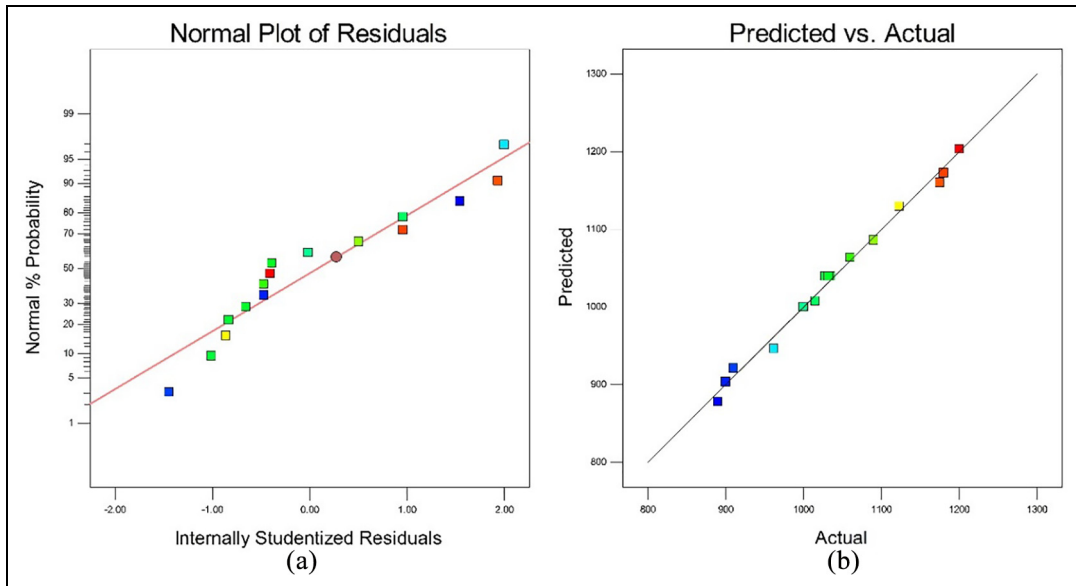 Normal Plot of Residuals
Normal % Probability
99
95
90
80
70
50
30
20
10
5
1
-2.00 -1.00 0.00 1.00 2.00
Internally Studentized Residuals
(a)
Predicted vs. Actual
Predicted
1300
1200
1100
1000
900
800
800 900 1000 1100 1200 1300
Actual
(b)